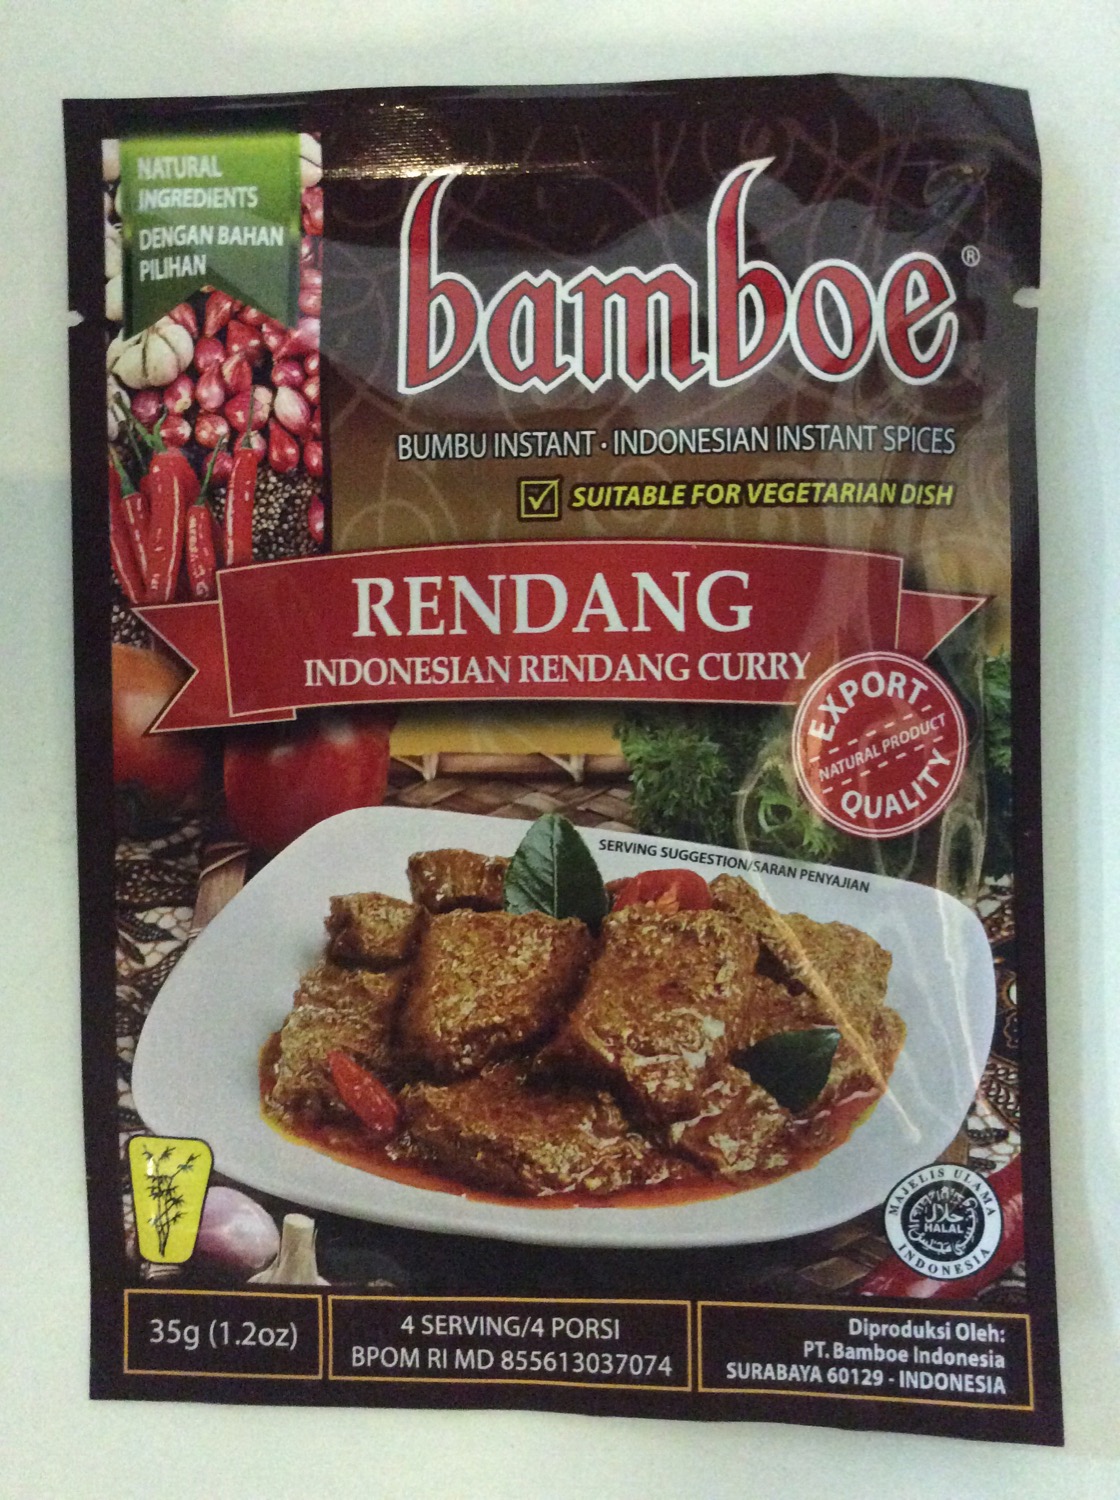 NATURAL
INGREDIENTS
DENGAN BAHAN
PILIHAN
bamboe®
BUMBU INSTANT · INDONESIAN INSTANT SPICES
SUITABLE FOR VEGETARIAN DISH
RENDANG
INDONESIAN RENDANG CURRY
EXPORT
NATURAL PRODUCT
QUALITY
SERVING SUGGESTION/SARAN PENYAJIAN
MAJELIS ULAMA
حلال
HALAL
INDONESIA
35g (1.2oz)
4 SERVING/4 PORSI
BPOM RI MD 855613037074
Diproduksi Oleh:
PT. Bamboe Indonesia
SURABAYA 60129 - INDONESIA